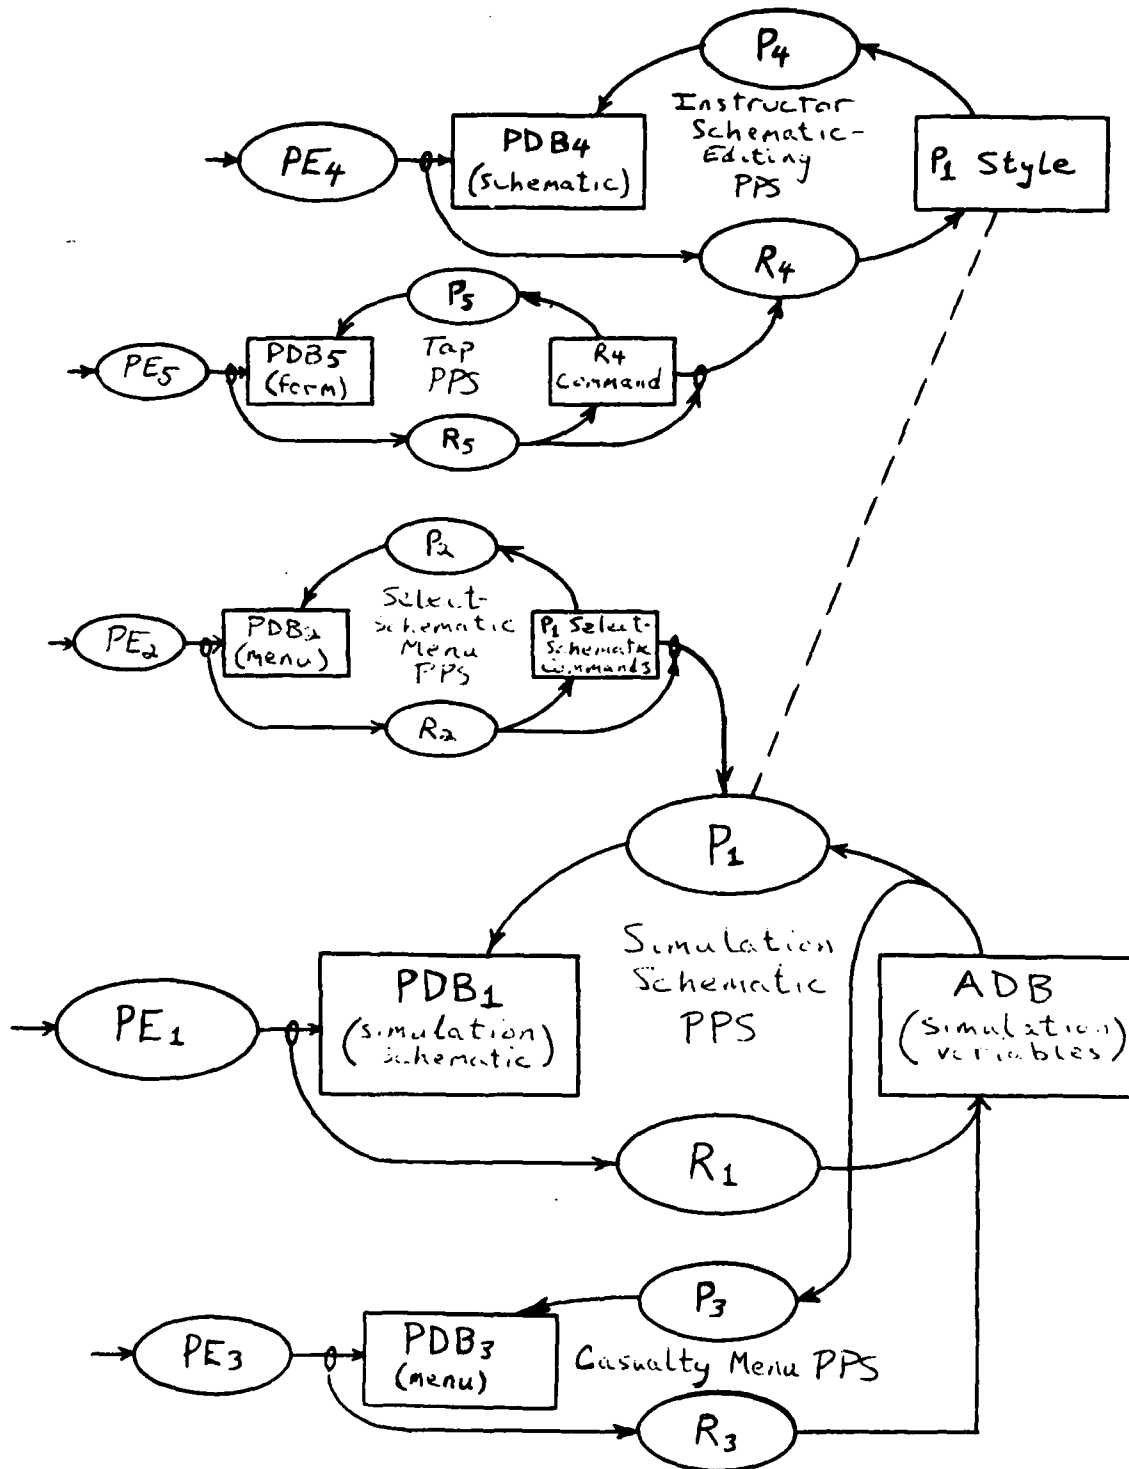 P4
Instructor
Schematic-
Editing
PPS
PE4
PDB4
(schematic)
P1 Style
R4
P5
Tap
PPS
PE5
PDB5
(form)
R4
Command
R5
P2
Select-
Schematic
Menu
PPS
PE2
PDB2
(menu)
P1 Select-
Schematic
Commands
R2
P1
Simulation
Schematic
PPS
PE1
PDB1
(simulation
schematic)
ADB
(simulation
variables)
R1
P3
PE3
PDB3
(menu)
Casualty Menu PPS
R3